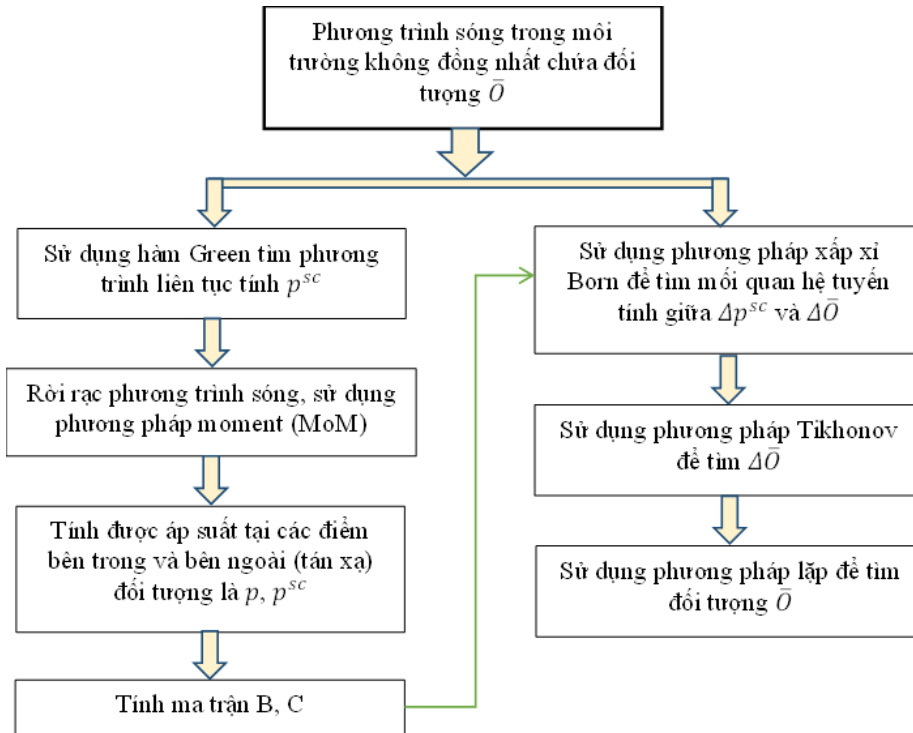 Phương trình sóng trong môi
trường không đồng nhất chứa đối
tượng Ō
Sử dụng hàm Green tìm phương
trình liên tục tính pˢᶜ
Rời rạc phương trình sóng, sử dụng
phương pháp moment (MoM)
Tính được áp suất tại các điểm
bên trong và bên ngoài (tán xạ)
đối tượng là p, pˢᶜ
Tính ma trận B, C
Sử dụng phương pháp xấp xỉ
Born để tìm mối quan hệ tuyến
tính giữa Δpˢᶜ và ΔŌ
Sử dụng phương pháp Tikhonov
để tìm ΔŌ
Sử dụng phương pháp lặp để tìm
đối tượng Ō